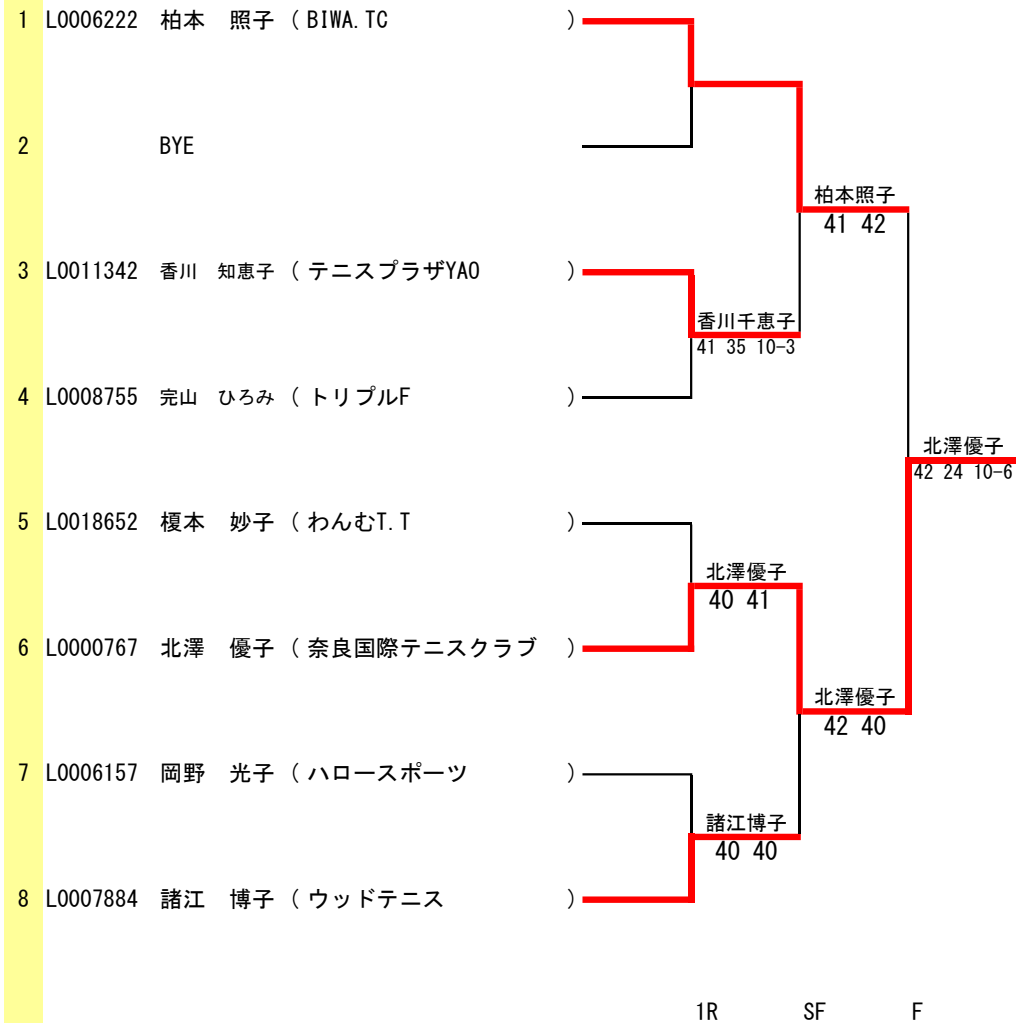 1 L0006222 柏本 照子 ( BIWA.TC )
2 BYE
柏本照子
41 42
3 L0011342 香川 知恵子 ( テニスプラザYAO )
香川千恵子
41 35 10-3
4 L0008755 完山 ひろみ ( トリプルF )
北澤優子
42 24 10-6
5 L0018652 榎本 妙子 ( わんむT.T )
北澤優子
40 41
6 L0000767 北澤 優子 ( 奈良国際テニスクラブ )
北澤優子
42 40
7 L0006157 岡野 光子 ( ハロースポーツ )
諸江博子
40 40
8 L0007884 諸江 博子 ( ウッドテニス )
1R SF F